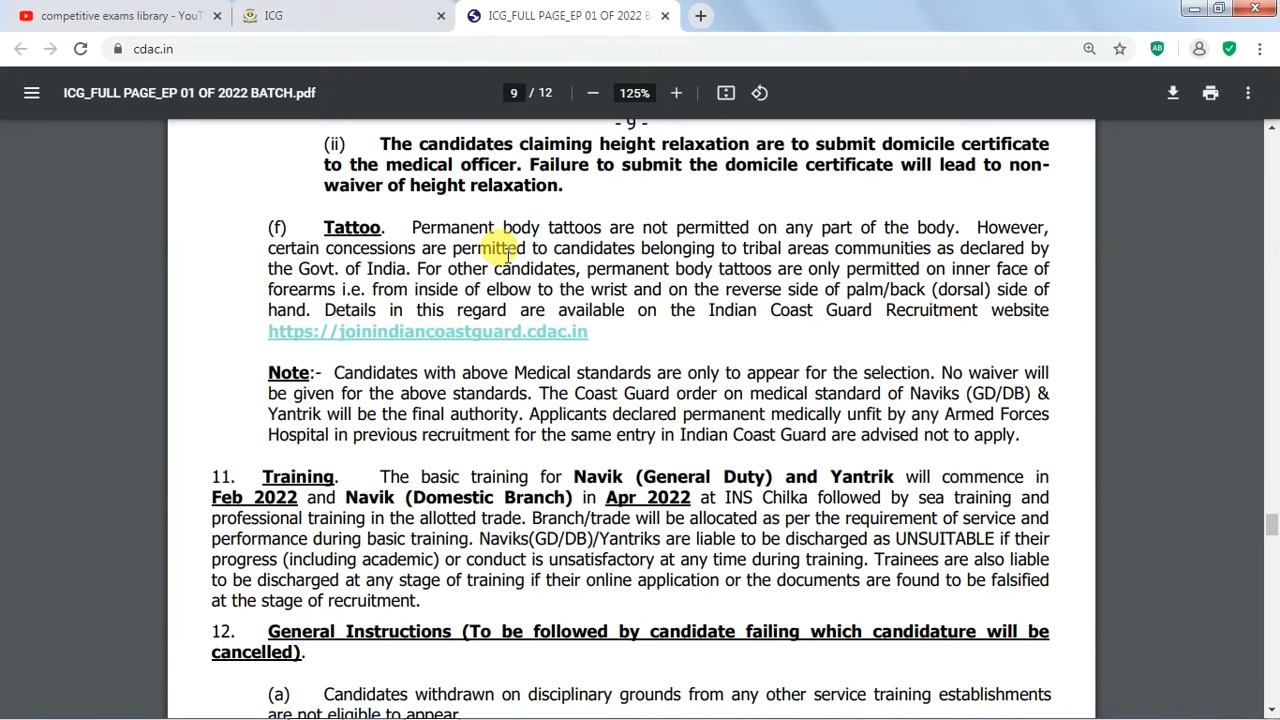 competitive exams library - YouT
ICG
ICG_FULL PAGE_EP 01 OF 2022 B
cdac.in
AB
ICG_FULL PAGE_EP 01 OF 2022 BATCH.pdf
9 / 12
125%
- 9 -
(ii) The candidates claiming height relaxation are to submit domicile certificate
to the medical officer. Failure to submit the domicile certificate will lead to non-
waiver of height relaxation.
(f) Tattoo. Permanent body tattoos are not permitted on any part of the body. However,
certain concessions are permitted to candidates belonging to tribal areas communities as declared by
the Govt. of India. For other candidates, permanent body tattoos are only permitted on inner face of
forearms i.e. from inside of elbow to the wrist and on the reverse side of palm/back (dorsal) side of
hand. Details in this regard are available on the Indian Coast Guard Recruitment website
https://joinindiancoastguard.cdac.in
Note:- Candidates with above Medical standards are only to appear for the selection. No waiver will
be given for the above standards. The Coast Guard order on medical standard of Naviks (GD/DB) &
Yantrik will be the final authority. Applicants declared permanent medically unfit by any Armed Forces
Hospital in previous recruitment for the same entry in Indian Coast Guard are advised not to apply.
11. Training. The basic training for Navik (General Duty) and Yantrik will commence in
Feb 2022 and Navik (Domestic Branch) in Apr 2022 at INS Chilka followed by sea training and
professional training in the allotted trade. Branch/trade will be allocated as per the requirement of service and
performance during basic training. Naviks(GD/DB)/Yantriks are liable to be discharged as UNSUITABLE if their
progress (including academic) or conduct is unsatisfactory at any time during training. Trainees are also liable
to be discharged at any stage of training if their online application or the documents are found to be falsified
at the stage of recruitment.
12. General Instructions (To be followed by candidate failing which candidature will be
cancelled).
(a) Candidates withdrawn on disciplinary grounds from any other service training establishments
are not eligible to appear.